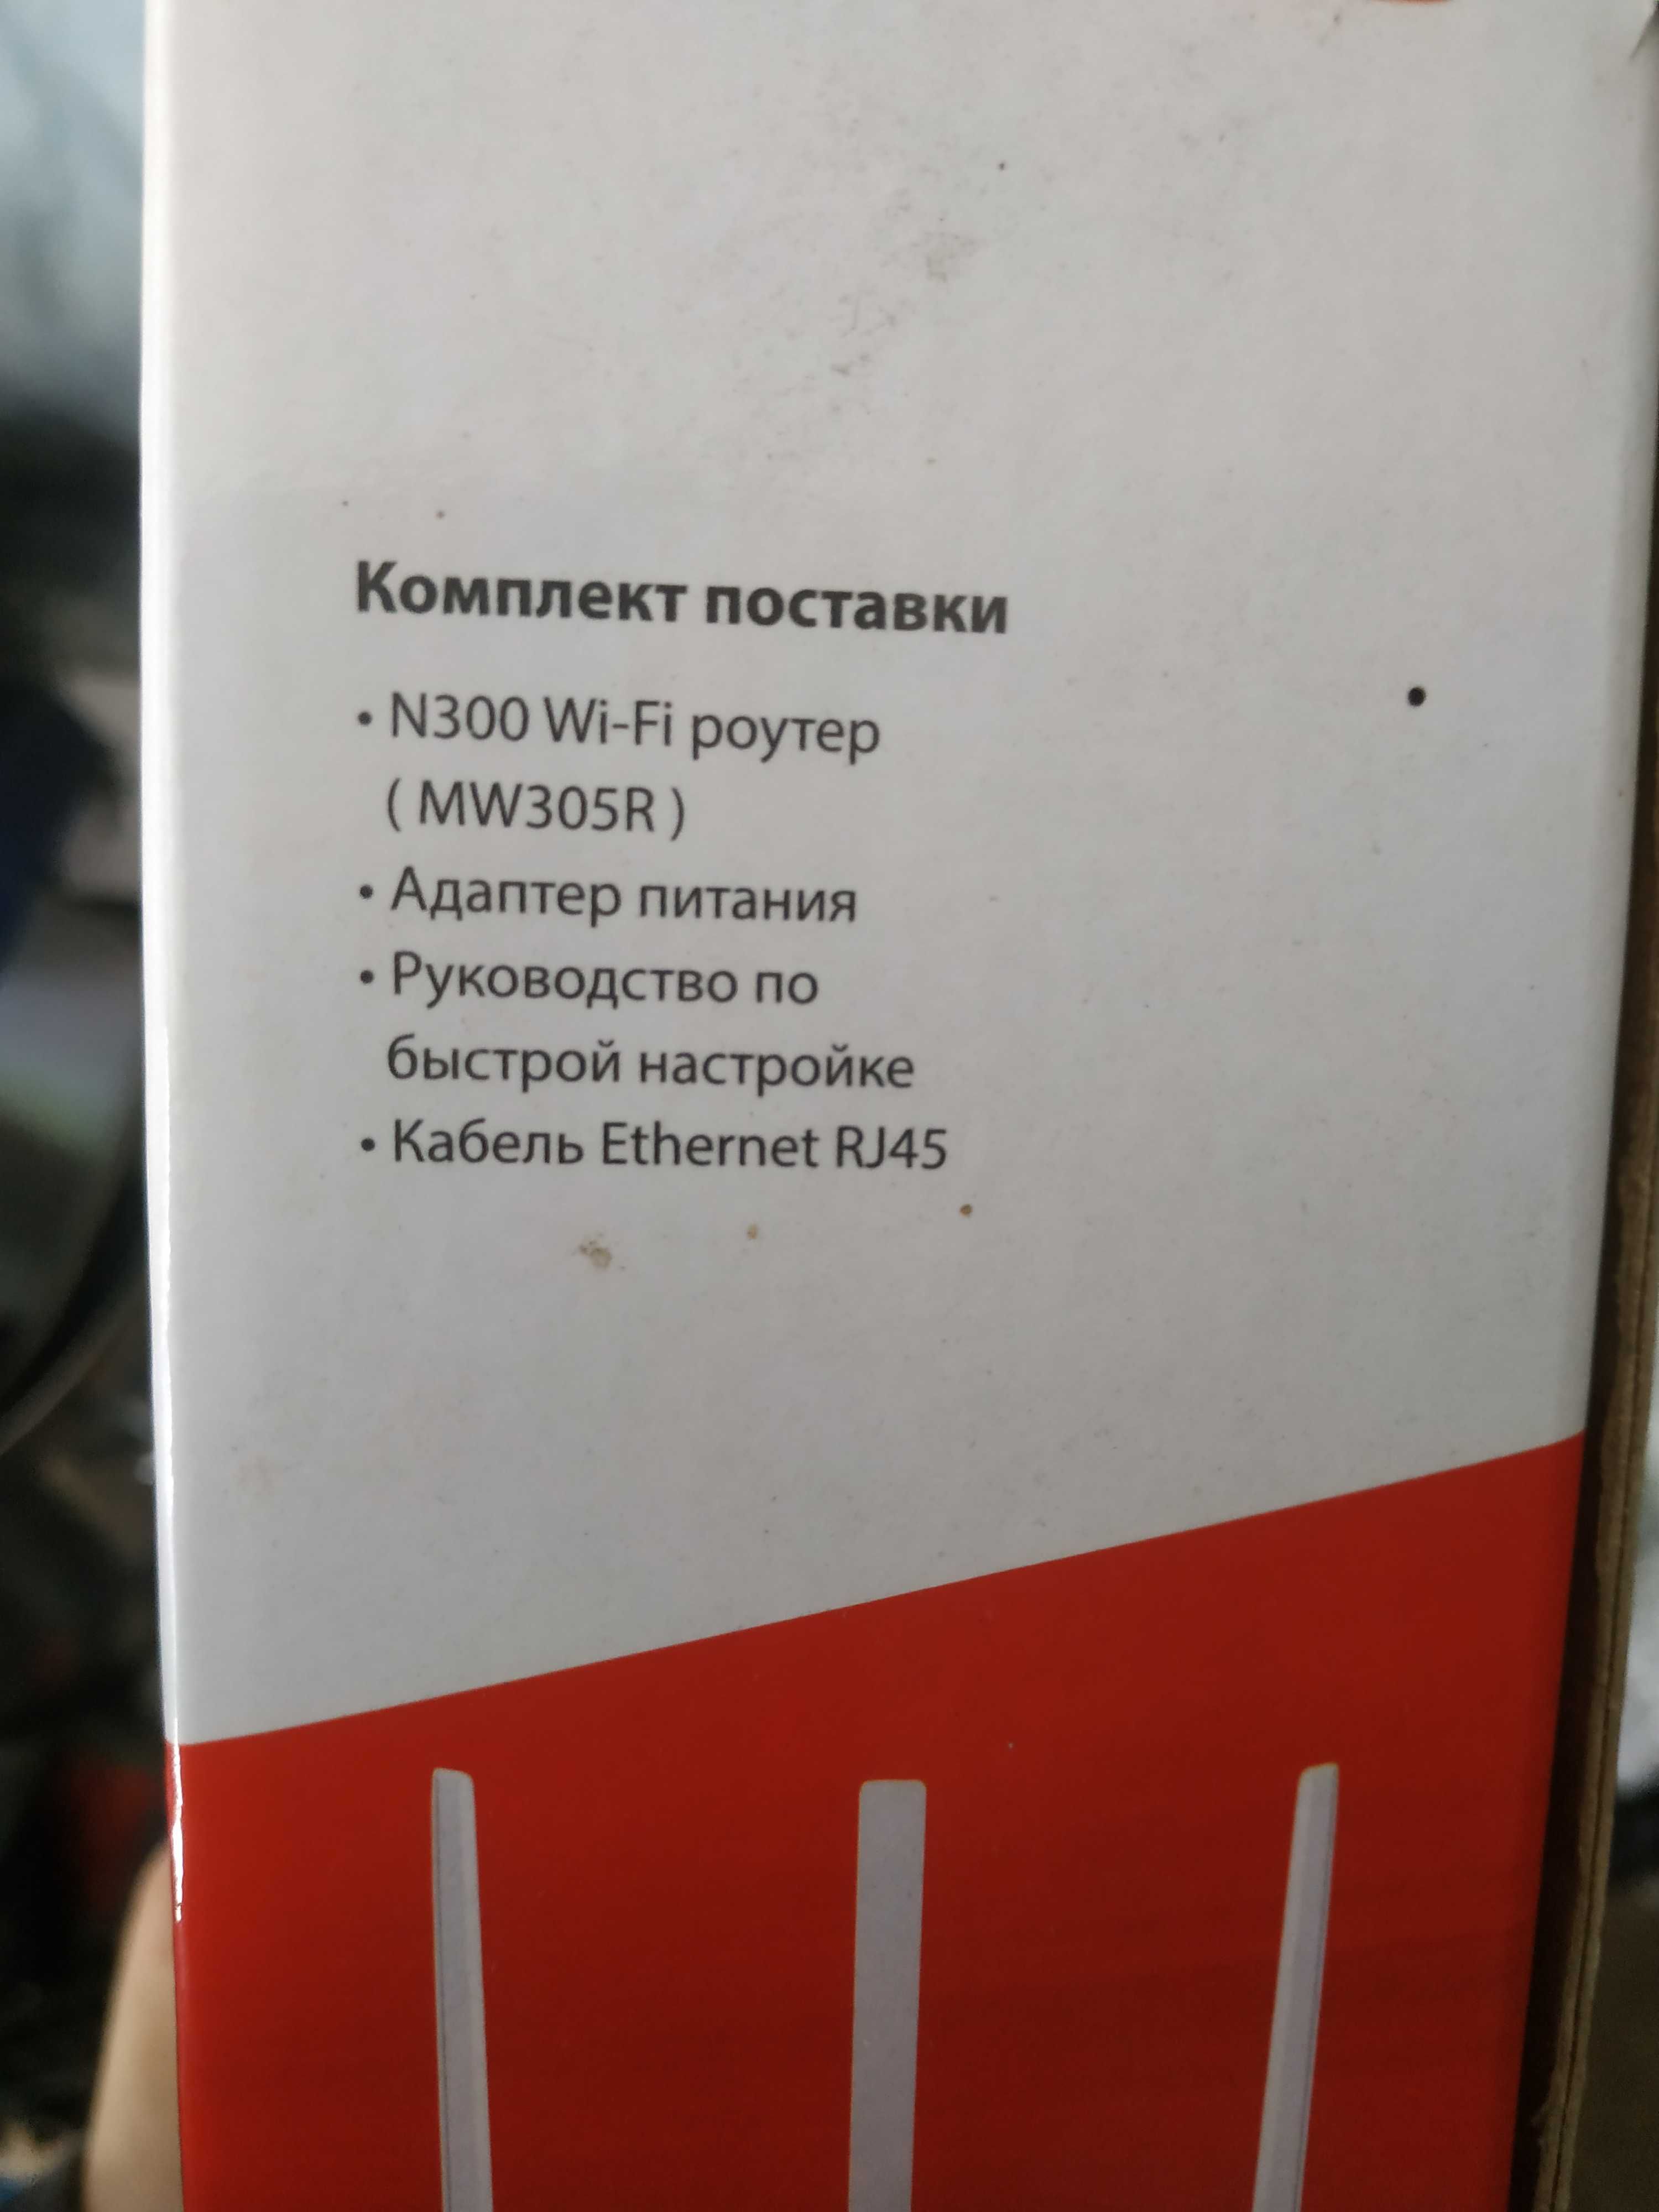 Комплект поставки
• N300 Wi-Fi роутер
( MW305R )
• Адаптер питания
• Руководство по
быстрой настройке
• Кабель Ethernet RJ45